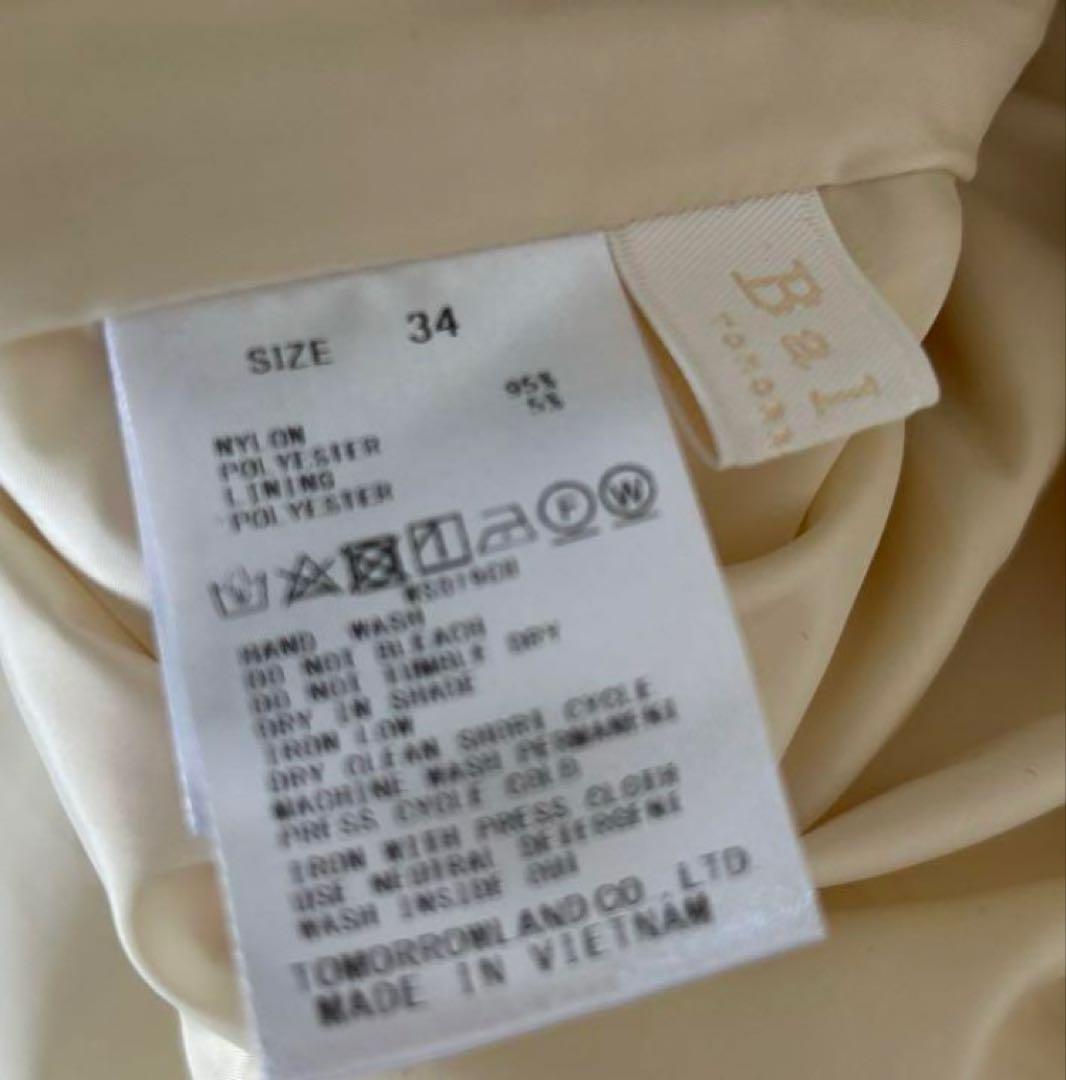 SIZE 34
95%
5%
NYLON
POLYESTER
LINING
POLYESTER
F W
HAND WASH
DO NOT BLEACH
DO NOT TUMBLE DRY
DRY IN SHADE
IRON LOW
DRY CLEAN SHORT CYCLE
MACHINE WASH PERMANENT
PRESS CYCLE COLD
IRON WITH PRESS CLOTH
USE NEUTRAL DETERGENT
WASH INSIDE OUT
TOMORROWLAND CO.,LTD.
MADE IN VIETNAM